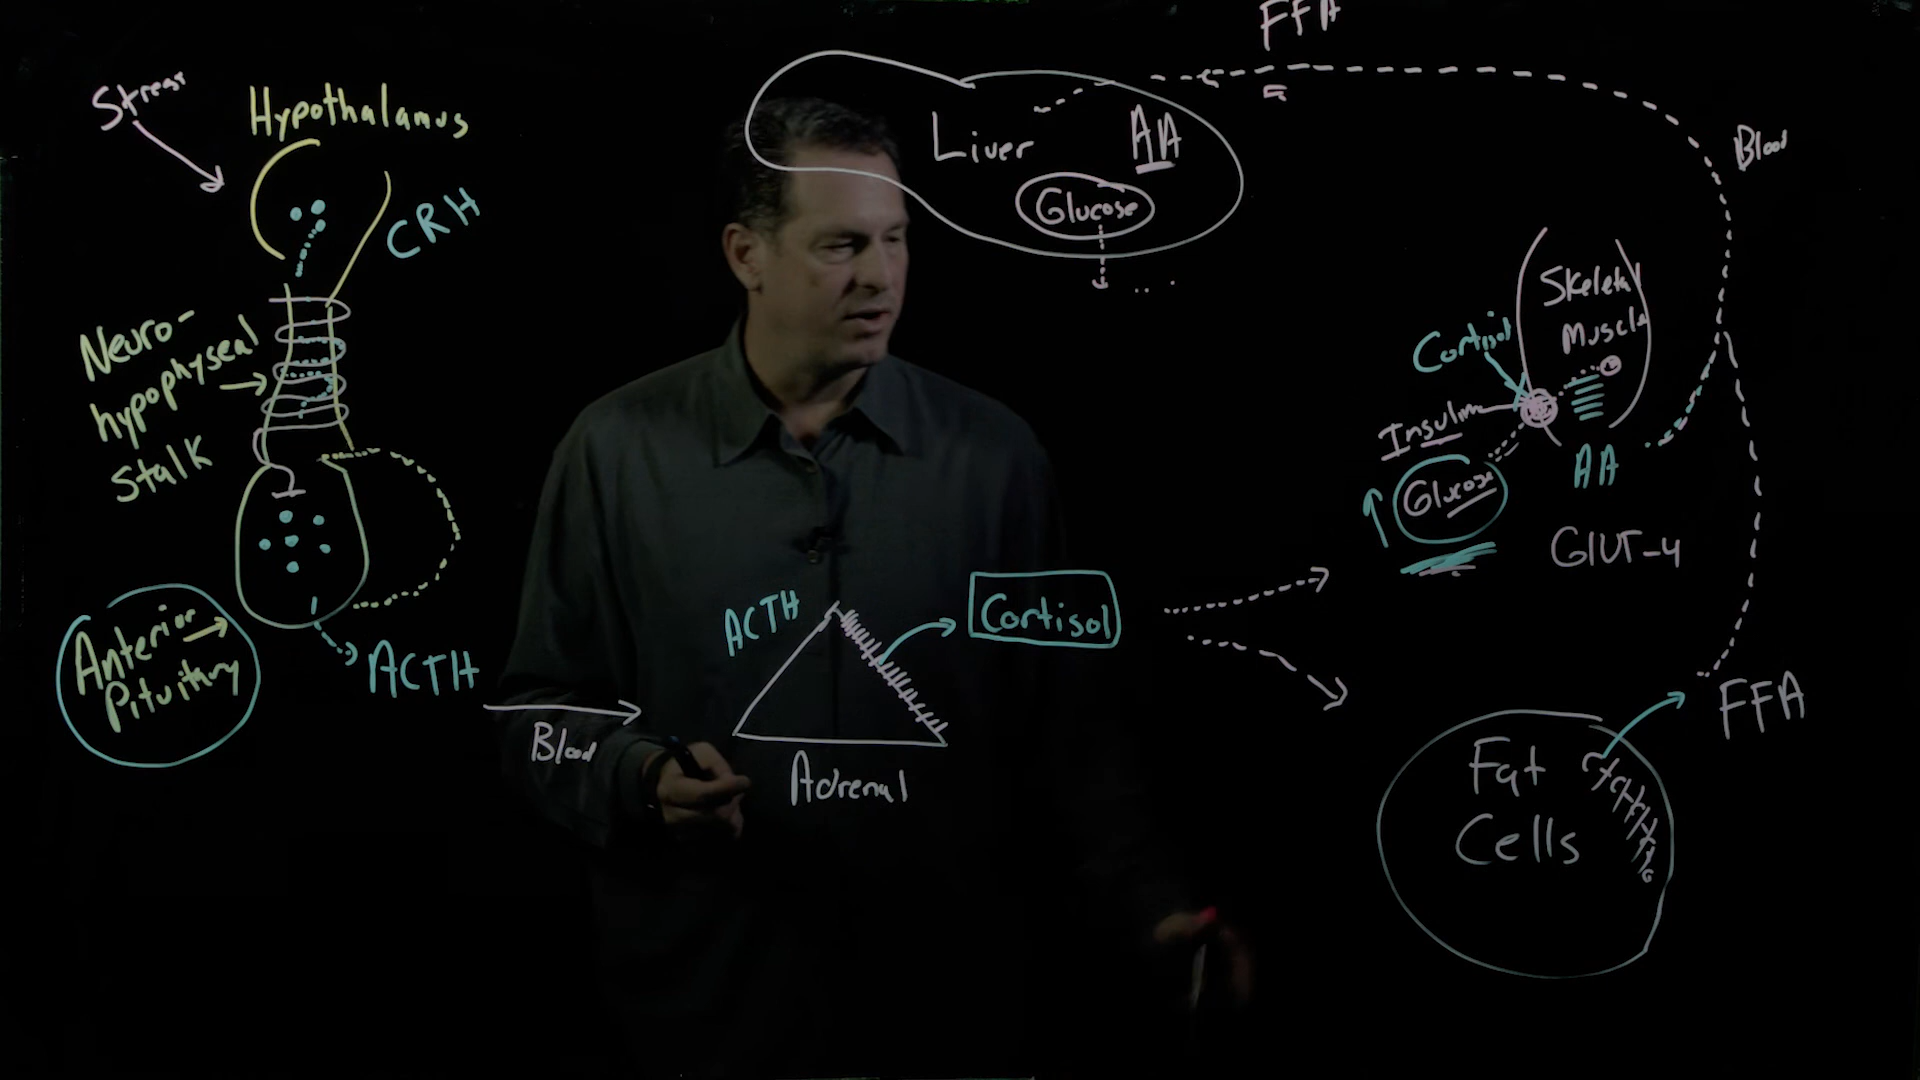 Stress
Hypothalamus
CRH
Neuro-
hypophyseal
Stalk
Anterior
Pituitary
ACTH
Blood
ACTH
Adrenal
Cortisol
Liver
AA
Glucose
FFA
Blood
Skeletal
Muscle
Cortisol
Insulin
Glucose
AA
GLUT-4
Fat
Cells
FFA